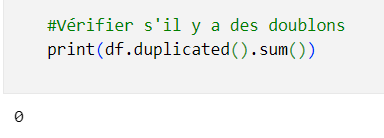 #Vérifier s'il y a des doublons
print(df.duplicated().sum())
0